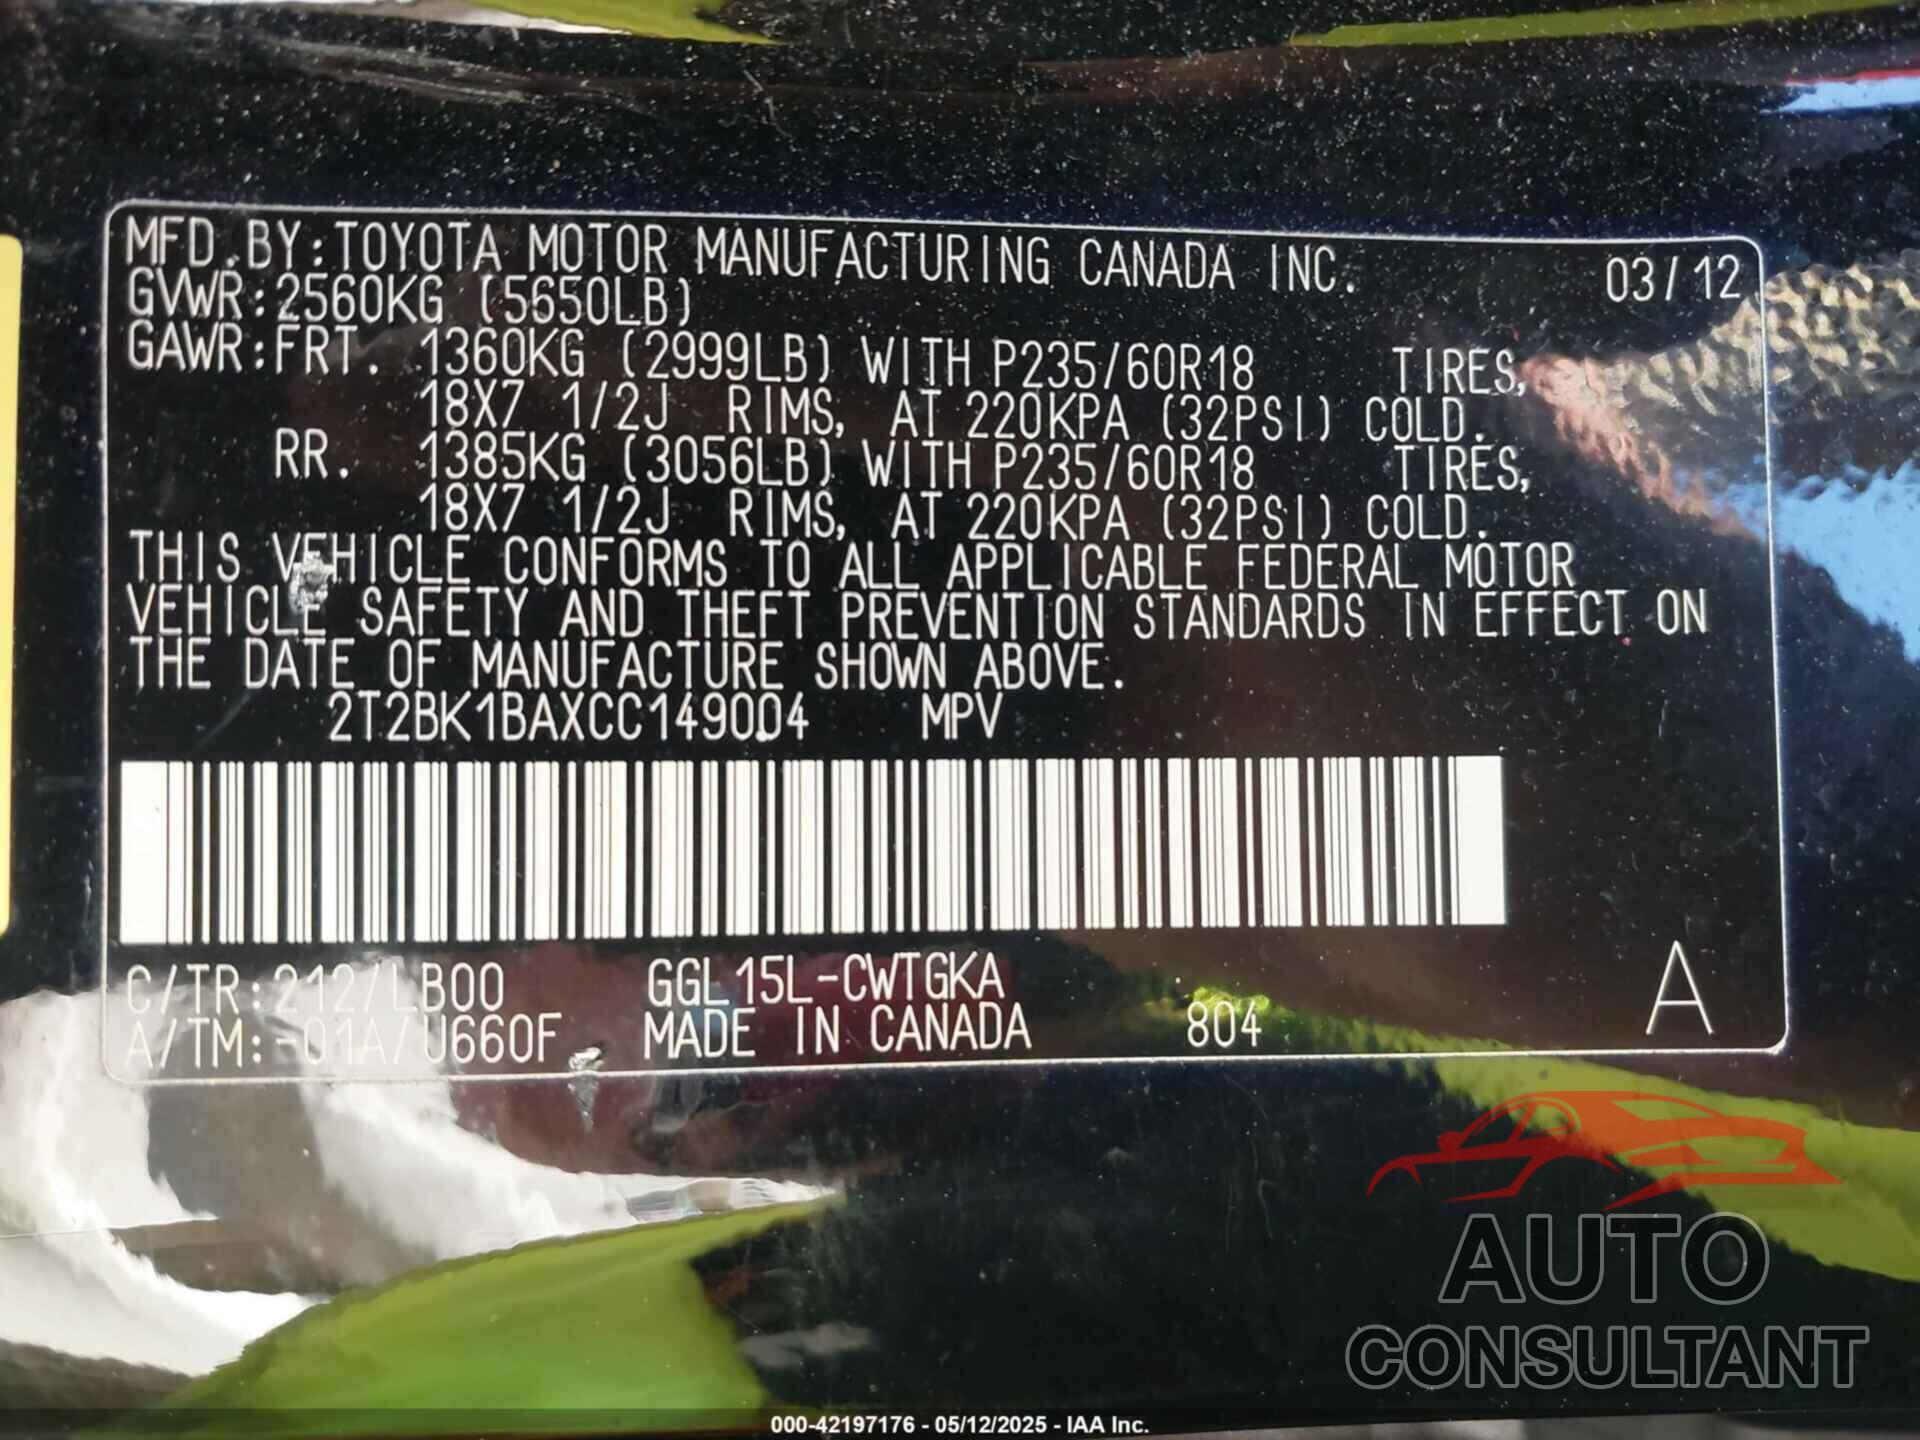 MFD.BY:TOYOTA MOTOR MANUFACTURING CANADA INC. 03/12
GVWR:2560KG (5650LB)
GAWR:FRT. 1360KG (2999LB) WITH P235/60R18 TIRES,
18X7 1/2J RIMS, AT 220KPA (32PSI) COLD.
RR. 1385KG (3056LB) WITH P235/60R18 TIRES,
18X7 1/2J RIMS, AT 220KPA (32PSI) COLD.
THIS VEHICLE CONFORMS TO ALL APPLICABLE FEDERAL MOTOR
VEHICLE SAFETY AND THEFT PREVENTION STANDARDS IN EFFECT ON
THE DATE OF MANUFACTURE SHOWN ABOVE.
2T2BK1BAXCC149004 MPV
C/TR:212/LB00 GGL15L-CWTGKA
A/TM:-01A/U660F MADE IN CANADA 804 A
AUTO
CONSULTANT
000-42197176 - 05/12/2025 - IAA Inc.